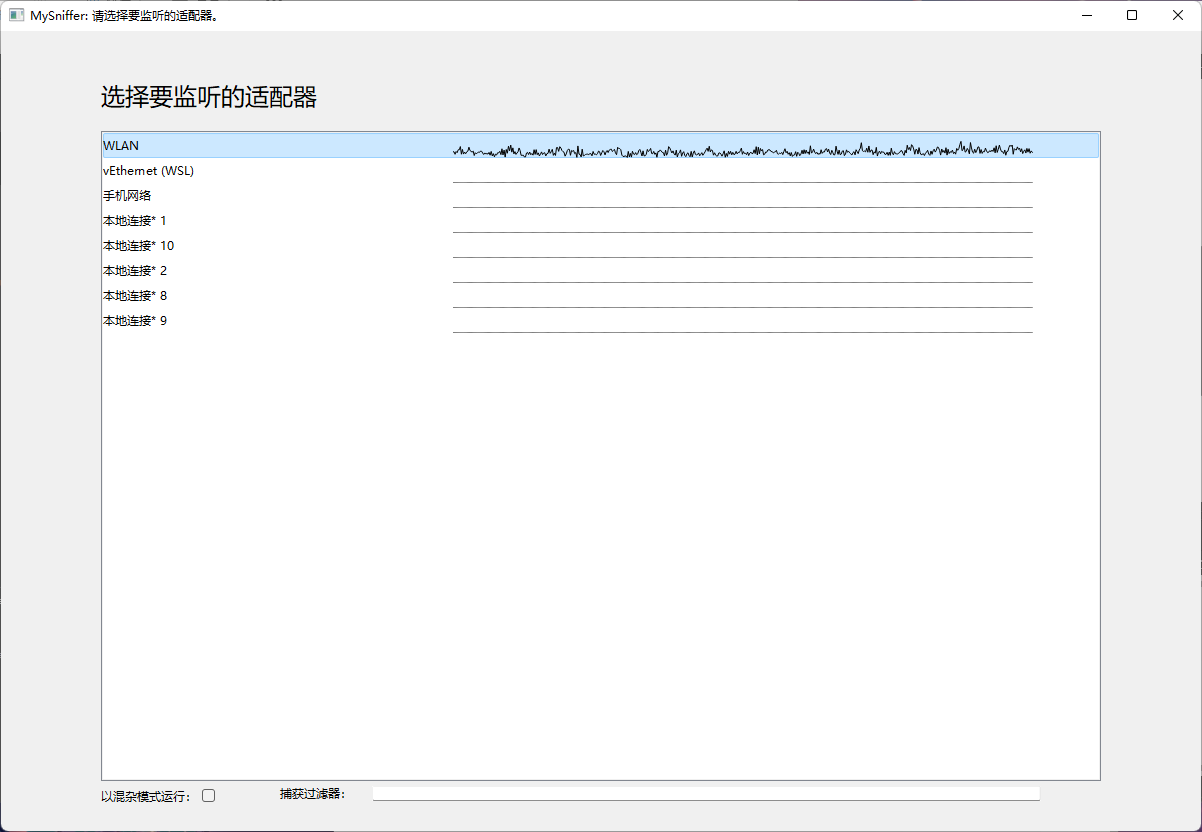 MySniffer: 请选择要监听的适配器。
选择要监听的适配器
WLAN
vEthernet (WSL)
手机网络
本地连接* 1
本地连接* 10
本地连接* 2
本地连接* 8
本地连接* 9
以混杂模式运行： 捕获过滤器：